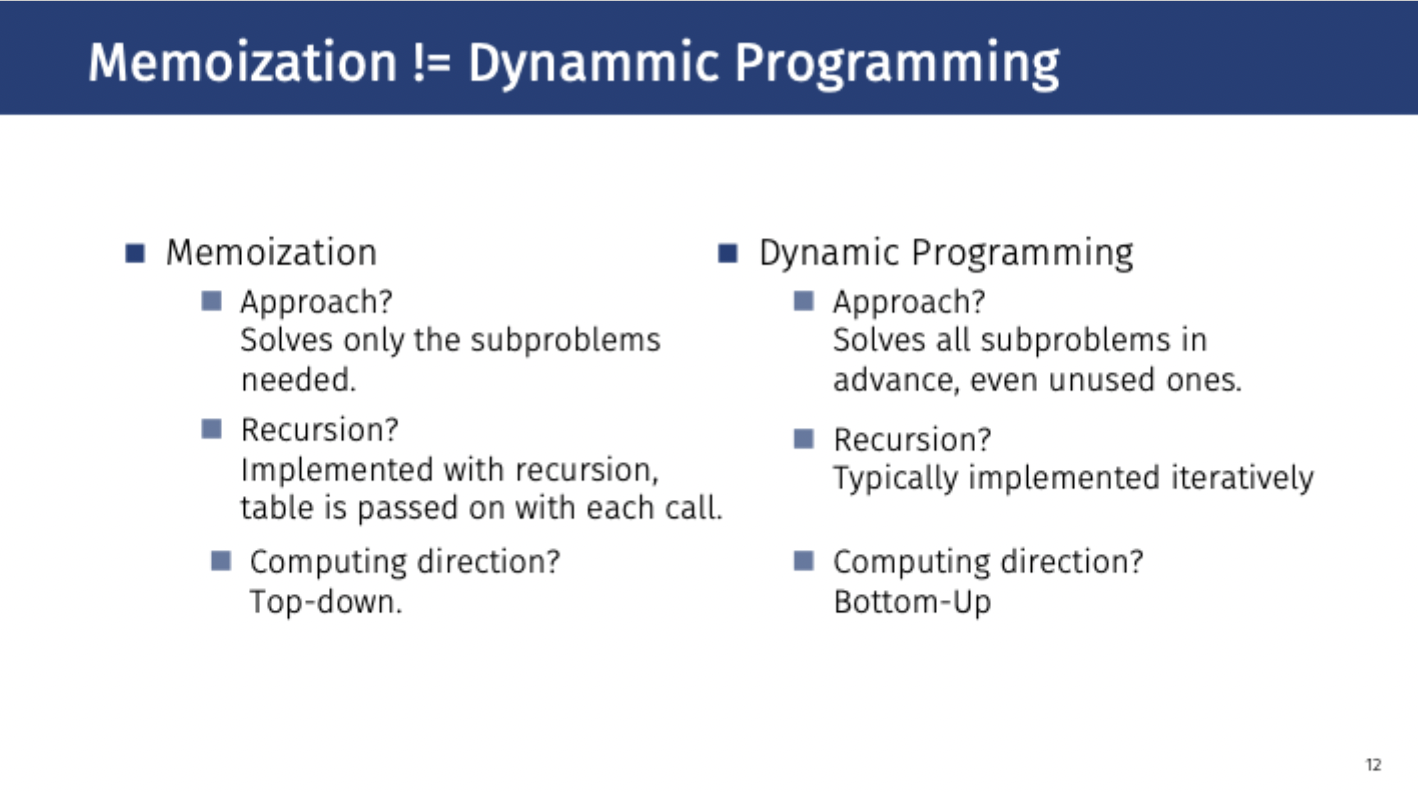 Memoization != Dynammic Programming
Memoization
Approach?
Solves only the subproblems
needed.
Recursion?
Implemented with recursion,
table is passed on with each call.
Computing direction?
Top-down.
Dynamic Programming
Approach?
Solves all subproblems in
advance, even unused ones.
Recursion?
Typically implemented iteratively
Computing direction?
Bottom-Up
12